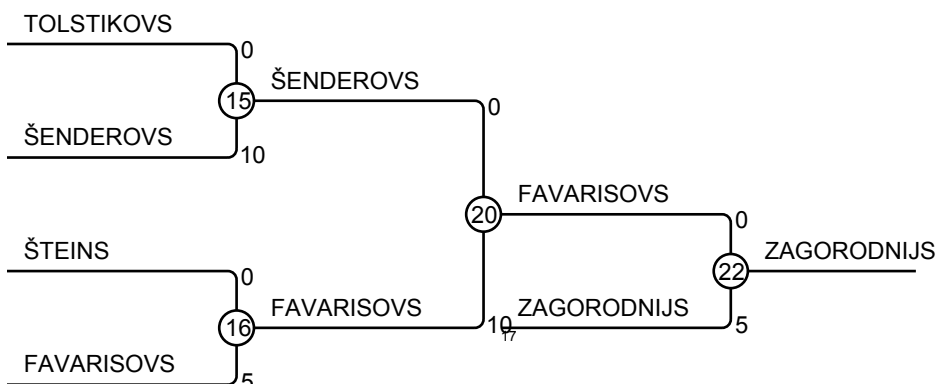 TOLSTIKOVS
0
15
ŠENDEROVS
0
ŠENDEROVS
10
20
FAVARISOVS
0
ŠTEINS
0
22
ZAGORODNIJS
16
FAVARISOVS
10
17
ZAGORODNIJS
5
FAVARISOVS
5